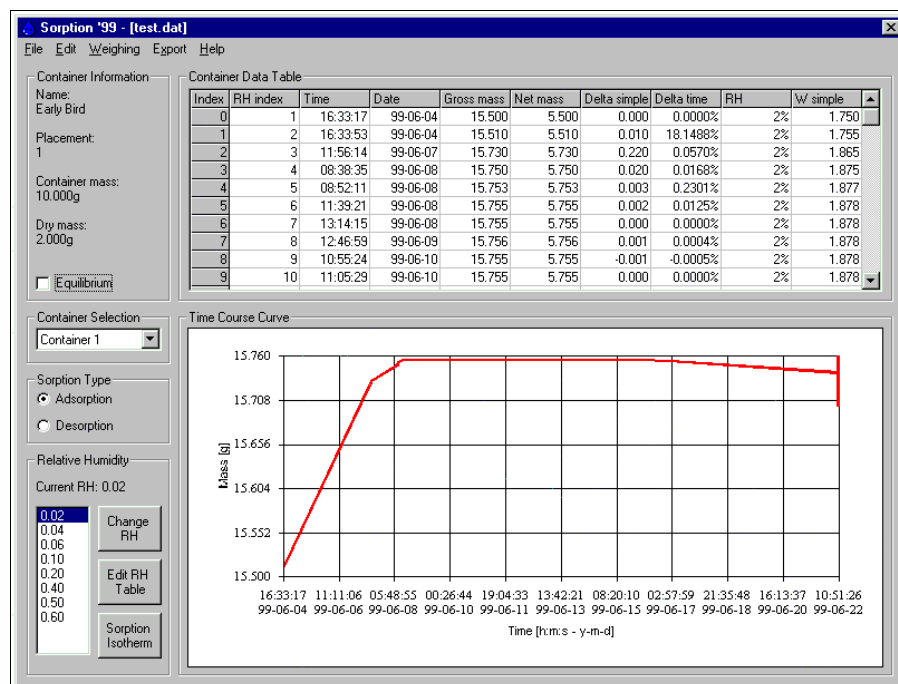 Sorption '99 - [test.dat]
File Edit Weighing Export Help
Container Information
Name:
Early Bird
Placement:
1
Container mass:
10.000g
Dry mass:
2.000g
Equilibrium
Container Data Table
Index RH index Time Date Gross mass Net mass Delta simple Delta time RH W simple
0 1 16:33:17 99-06-04 15.500 5.500 0.000 0.0000% 2% 1.750
1 2 16:33:53 99-06-04 15.510 5.510 0.010 18.1488% 2% 1.755
2 3 11:56:14 99-06-07 15.730 5.730 0.220 0.0570% 2% 1.865
3 4 08:38:35 99-06-08 15.750 5.750 0.020 0.0168% 2% 1.875
4 5 08:52:11 99-06-08 15.753 5.753 0.003 0.2301% 2% 1.877
5 6 11:39:21 99-06-08 15.755 5.755 0.002 0.0125% 2% 1.878
6 7 13:14:15 99-06-08 15.755 5.755 0.000 0.0000% 2% 1.878
7 8 12:46:59 99-06-09 15.756 5.756 0.001 0.0004% 2% 1.878
8 9 10:55:24 99-06-10 15.755 5.755 -0.001 -0.0005% 2% 1.878
9 10 11:05:29 99-06-10 15.755 5.755 0.000 0.0000% 2% 1.878
Container Selection
Container 1
Sorption Type
Adsorption
Desorption
Relative Humidity
Current RH: 0.02
0.02
0.04
0.06
0.10
0.20
0.40
0.50
0.60
Change
RH
Edit RH
Table
Sorption
Isotherm
Time Course Curve
Mass [g]
15.760
15.708
15.656
15.604
15.552
15.500
16:33:17 11:11:06 05:48:55 00:26:44 19:04:33 13:42:21 08:20:10 02:57:59 21:35:48 16:13:37 10:51:26
99-06-04 99-06-06 99-06-08 99-06-10 99-06-11 99-06-13 99-06-15 99-06-17 99-06-18 99-06-20 99-06-22
Time [h:m:s - y-m-d]